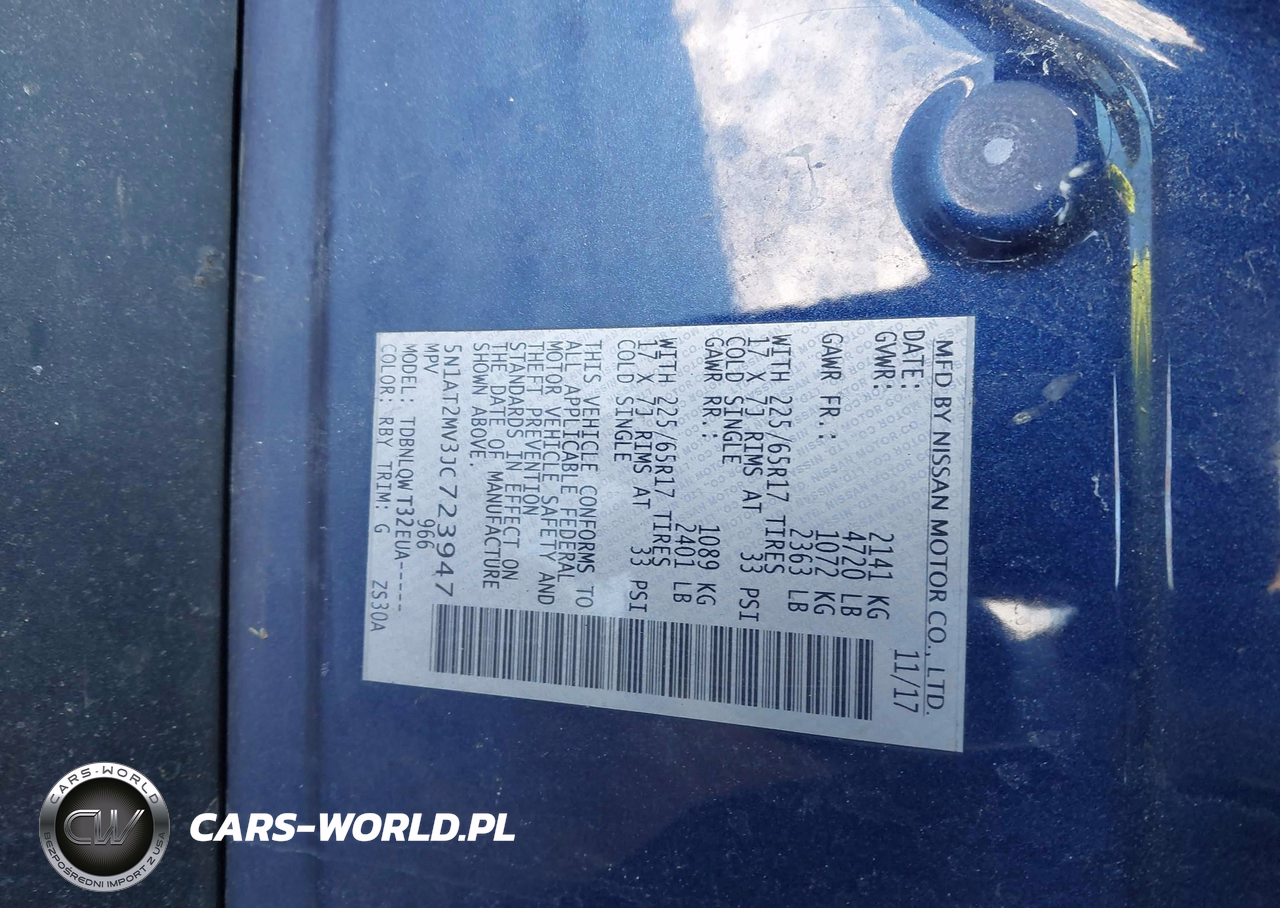 MFD BY NISSAN MOTOR CO., LTD.
DATE: 11/17
GVWR: 2141 KG
4720 LB
GAWR FR.: 1072 KG
2363 LB
WITH 225/65R17 TIRES
17 X 7J RIMS AT 33 PSI
COLD SINGLE
GAWR RR.: 1089 KG
2401 LB
WITH 225/65R17 TIRES
17 X 7J RIMS AT 33 PSI
COLD SINGLE
THIS VEHICLE CONFORMS TO
ALL APPLICABLE FEDERAL
MOTOR VEHICLE SAFETY AND
THEFT PREVENTION
STANDARDS IN EFFECT ON
THE DATE OF MANUFACTURE
SHOWN ABOVE.
5N1AT2MV3JC723947
MPV 966
MODEL: TDBNLQWT32EUA-----
COLOR: RBY TRIM: G ZS30A
CARS-WORLD
CW
BEZPOŚREDNI IMPORT Z USA
CARS-WORLD.PL